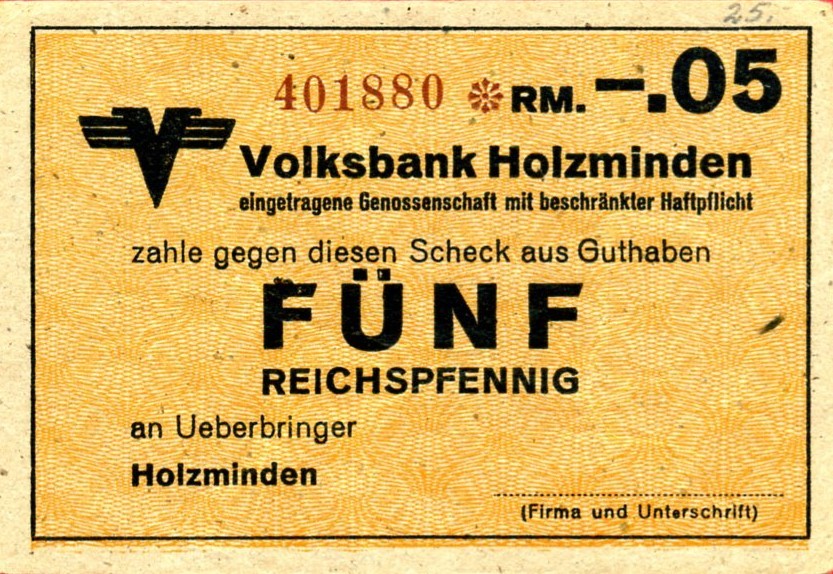 25.
401880 RM. —.05
Volksbank Holzminden
eingetragene Genossenschaft mit beschränkter Haftpflicht
zahle gegen diesen Scheck aus Guthaben
FÜNF
REICHSPFENNIG
an Ueberbringer
Holzminden
(Firma und Unterschrift)